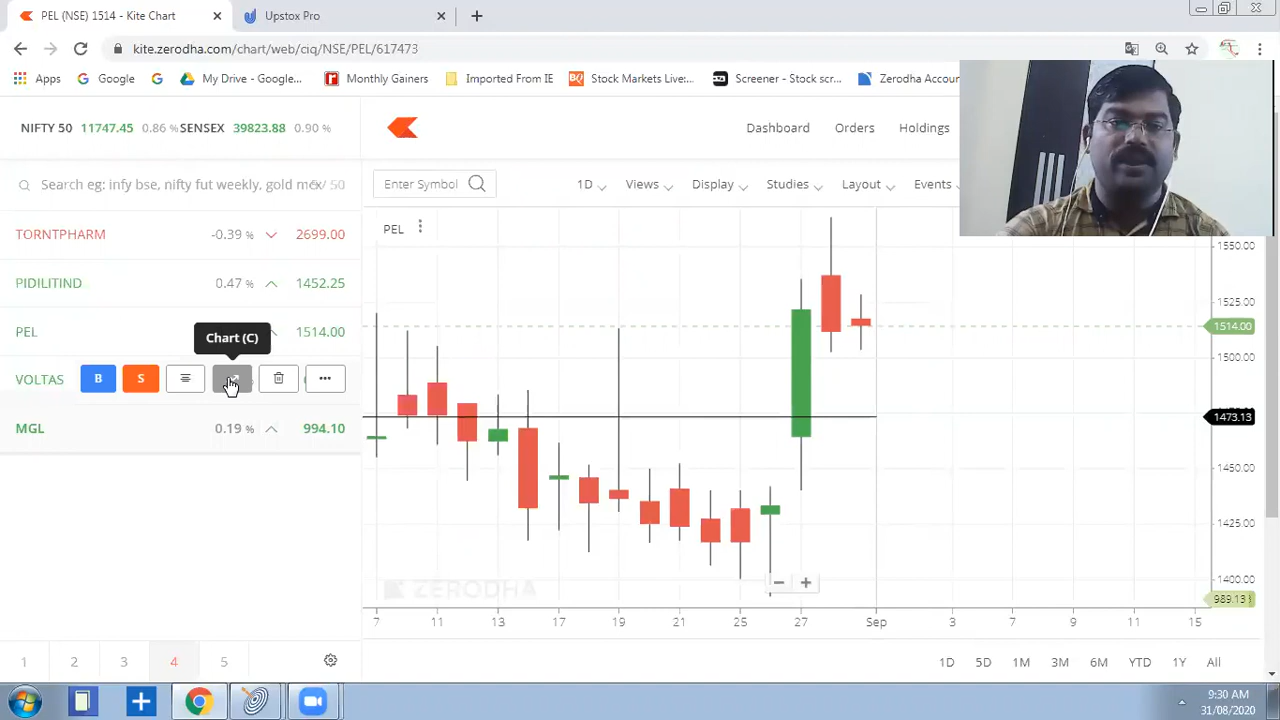 PEL (NSE) 1514 - Kite Chart
Upstox Pro
kite.zerodha.com/chart/web/ciq/NSE/PEL/617473
Apps
Google
My Drive - Google...
Monthly Gainers
Imported From IE
Stock Markets Live:...
Screener - Stock scr...
Zerodha Accou
NIFTY 50 11747.45 0.86 % SENSEX 39823.88 0.90 %
Dashboard Orders Holdings
Search eg: infy bse, nifty fut weekly, gold mcx / 50
Enter Symbol
1D Views Display Studies Layout Events
TORNTPHARM -0.39 % 2699.00
PEL
PIDILITIND 0.47 % 1452.25
PEL 1514.00
Chart (C)
VOLTAS B S
MGL 0.19 % 994.10
1550.00
1525.00
1514.00
1500.00
1473.13
1450.00
1425.00
1400.00
989.13
ZERODHA
7 11 13 17 19 21 25 27 Sep 3 7 9 11 15
1 2 3 4 5
1D 5D 1M 3M 6M YTD 1Y All
9:30 AM
31/08/2020